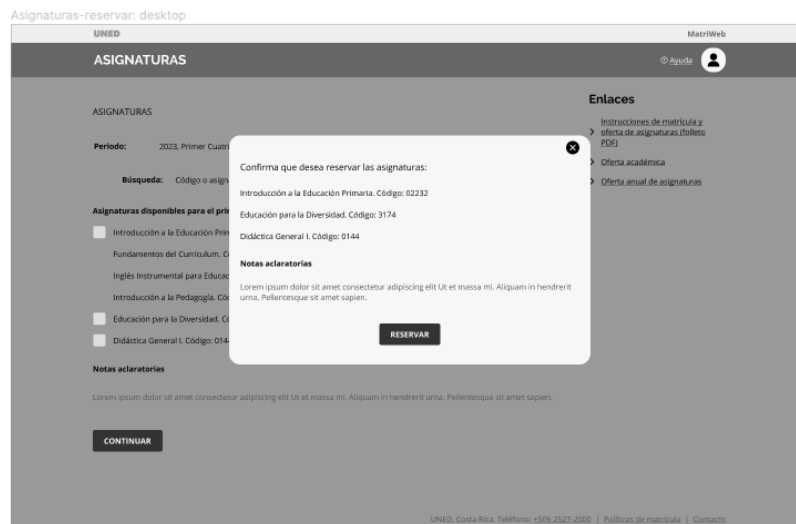 Asignaturas-reservar: desktop
UNED
MatriWeb
ASIGNATURAS
Ayuda
ASIGNATURAS
Periodo: 2023, Primer Cuatri
Búsqueda: Código o asign
Asignaturas disponibles para el prin
Introducción a la Educación Prim
Fundamentos del Currículum. C
Inglés Instrumental para Educac
Introducción a la Pedagogía. Cód
Educación para la Diversidad. Có
Didáctica General I. Código: 0144
Notas aclaratorias
Lorem ipsum dolor sit amet consectetur adipiscing elit Ut et massa mi. Aliquam in hendrerit urna. Pellentesque sit amet sapien.
CONTINUAR
Confirma que desea reservar las asignaturas:
Introducción a la Educación Primaria. Código: 02232
Educación para la Diversidad. Código: 3174
Didáctica General I. Código: 0144
Notas aclaratorias
Lorem ipsum dolor sit amet consectetur adipiscing elit Ut et massa mi. Aliquam in hendrerit
urna. Pellentesque sit amet sapien.
RESERVAR
Enlaces
Instrucciones de matrícula y
oferta de asignaturas (folleto
PDF)
Oferta académica
Oferta anual de asignaturas
UNED, Costa Rica. Teléfono: +506 2527-2000 | Políticas de matrícula | Contacto